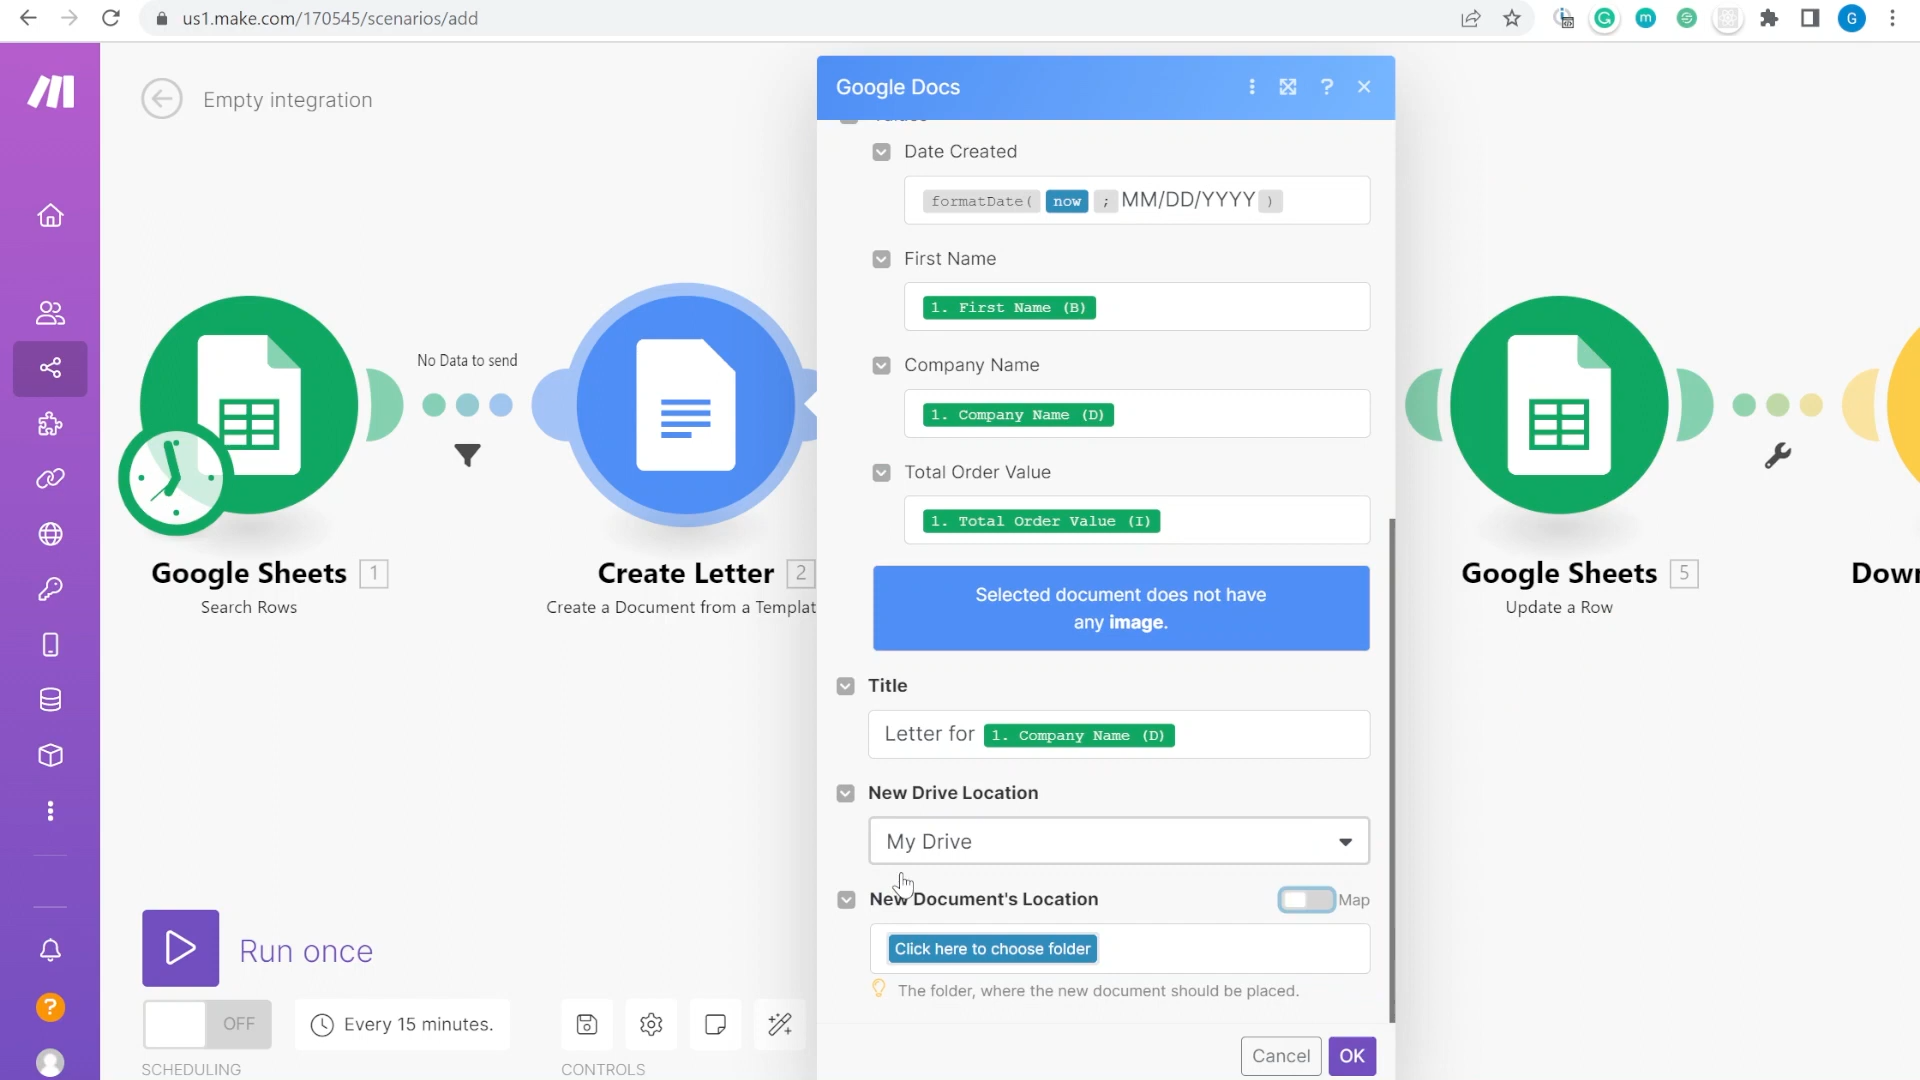 us1.make.com/170545/scenarios/add
m
G
Empty integration
Google Docs
?
Date Created
formatDate( now ; MM/DD/YYYY )
First Name
1. First Name (B)
Company Name
1. Company Name (D)
Total Order Value
1. Total Order Value (I)
Selected document does not have
any image.
Title
Letter for 1. Company Name (D)
New Drive Location
My Drive
New Document's Location
Map
Click here to choose folder
The folder, where the new document should be placed.
Cancel
OK
No Data to send
Google Sheets 1
Search Rows
Create Letter 2
Create a Document from a Templat
Google Sheets 5
Update a Row
Down
Run once
OFF
Every 15 minutes.
SCHEDULING
CONTROLS
?